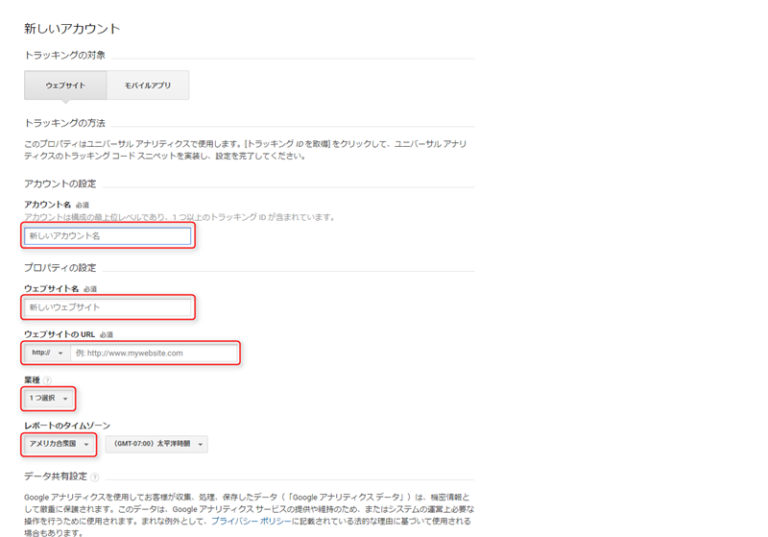 新しいアカウント
トラッキングの対象
ウェブサイト モバイルアプリ
トラッキングの方法
このプロパティはユニバーサル アナリティクスで使用します。[トラッキング ID を取得] をクリックして、ユニバーサル アナリ
ティクスのトラッキング コード スニペットを実装し、設定を完了してください。
アカウントの設定
アカウント名 必須
アカウントは構成の最上位レベルであり、1 つ以上のトラッキング ID が含まれています。
新しいアカウント名
プロパティの設定
ウェブサイト名 必須
新しいウェブサイト
ウェブサイトの URL 必須
http:// 例: http://www.mywebsite.com
業種 ?
1 つ選択
レポートのタイムゾーン
アメリカ合衆国 (GMT-07:00) 太平洋時間
データ共有設定 ?
Google アナリティクスを使用してお客様が収集、処理、保存したデータ(「Google アナリティクス データ」)は、機密情報と
して厳重に保護されます。このデータは、Google アナリティクス サービスの提供や維持のため、またはシステムの運営上必要な
操作を行うために使用されます。まれな例外として、プライバシー ポリシーに記載されている法的な理由に基づいて使用される
場合もあります。